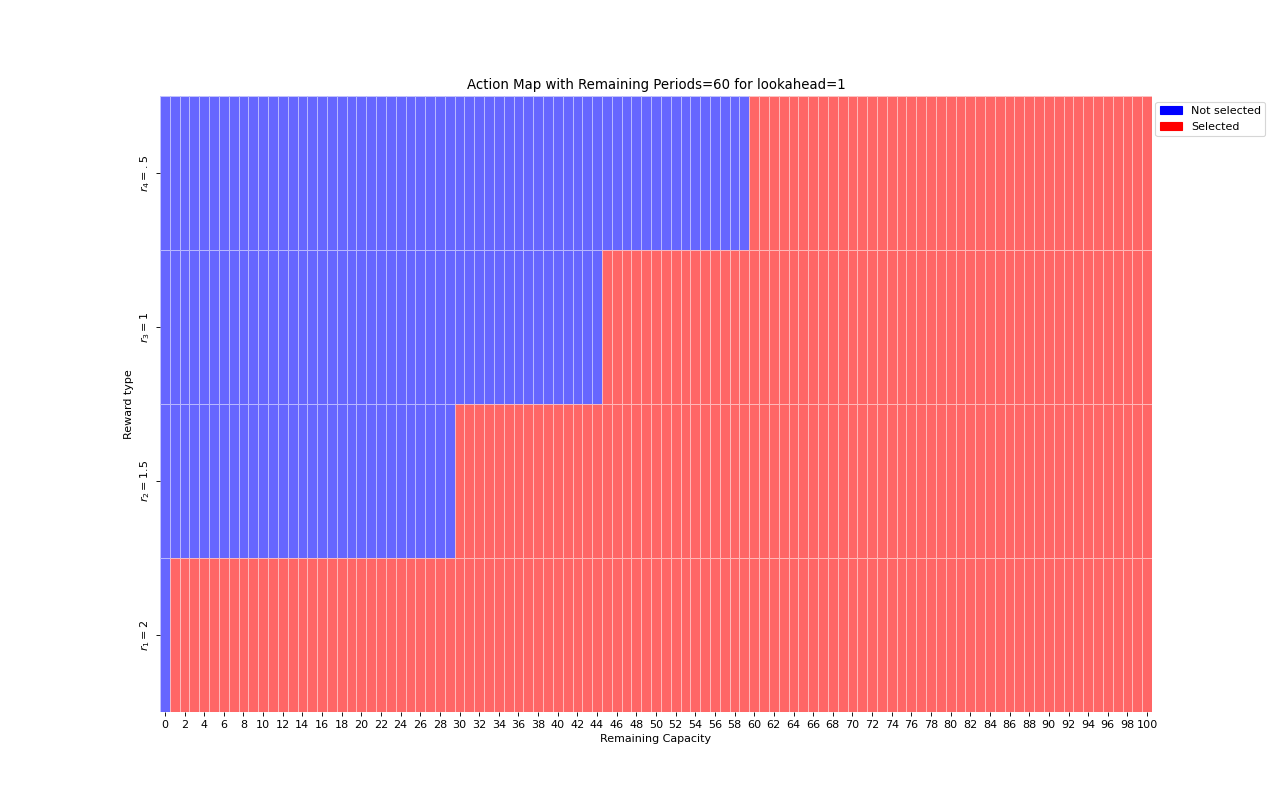 Action Map with Remaining Periods=60 for lookahead=1
Not selected
Selected
Reward type
r₄ = .5
r₃ = 1
r₂ = 1.5
r₁ = 2
0 2 4 6 8 10 12 14 16 18 20 22 24 26 28 30 32 34 36 38 40 42 44 46 48 50 52 54 56 58 60 62 64 66 68 70 72 74 76 78 80 82 84 86 88 90 92 94 96 98 100
Remaining Capacity